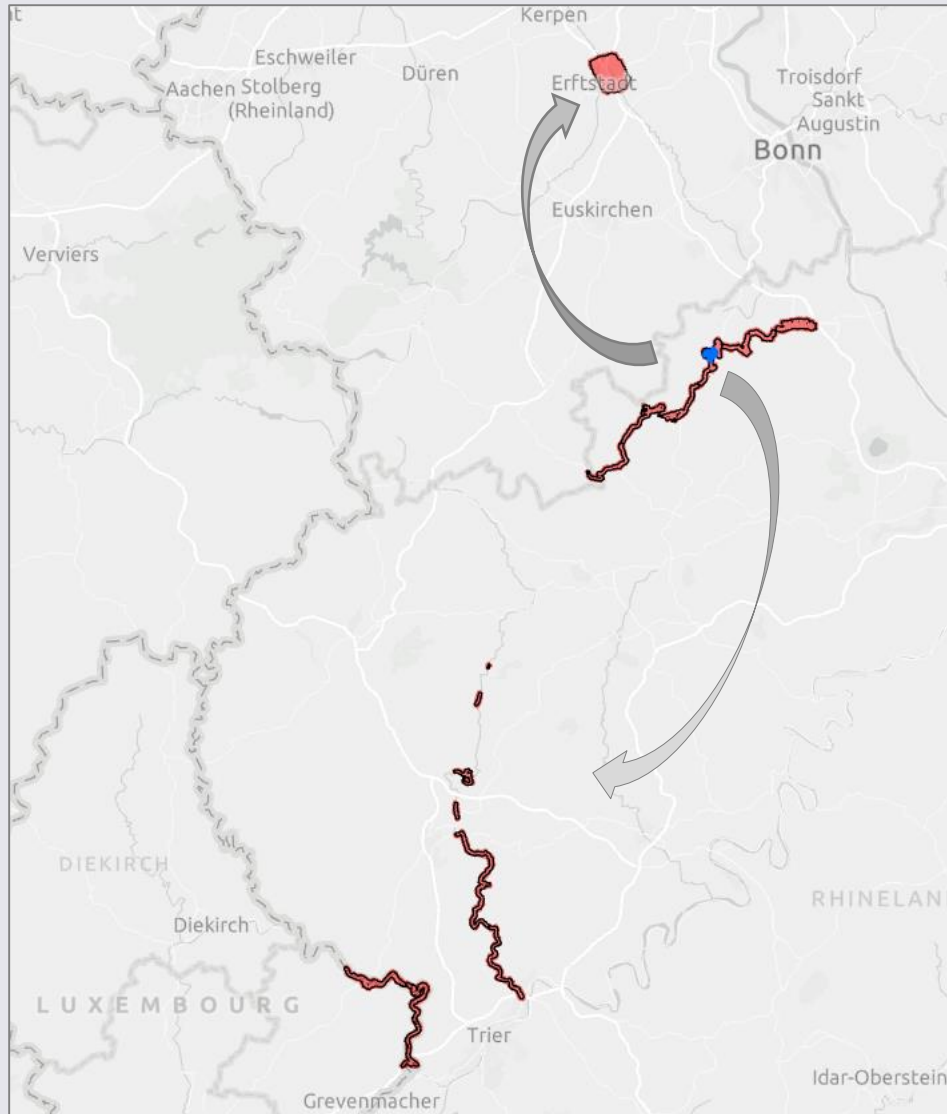 Kerpen
Eschweiler
Düren
Troisdorf
Aachen
Stolberg
(Rheinland)
Erftstadt
Sankt
Augustin
Bonn
Euskirchen
Verviers
DIEKIRCH
RHINELAN
Diekirch
LUXEMBOURG
Trier
Idar-Oberstein
Grevenmacher